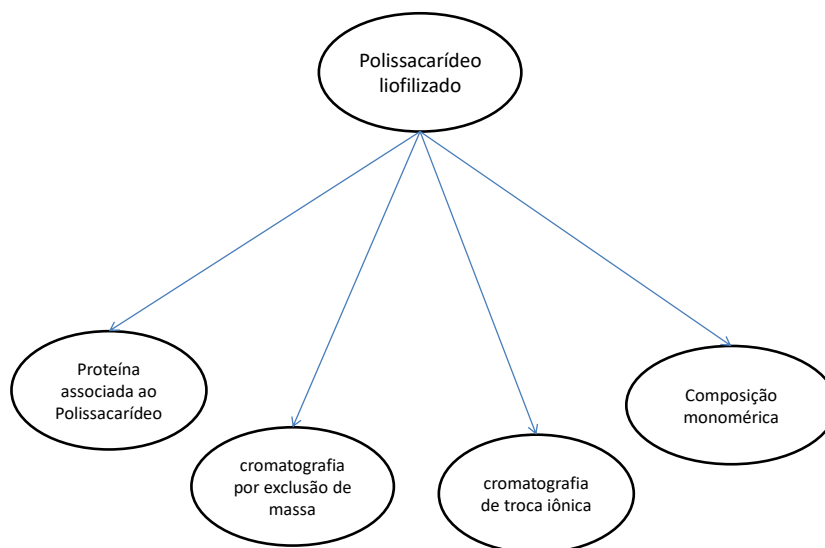 Polissacarídeo
liofilizado
Proteína
associada ao
Polissacarídeo
cromatografia
por exclusão de
massa
cromatografia
de troca iônica
Composição
monomérica